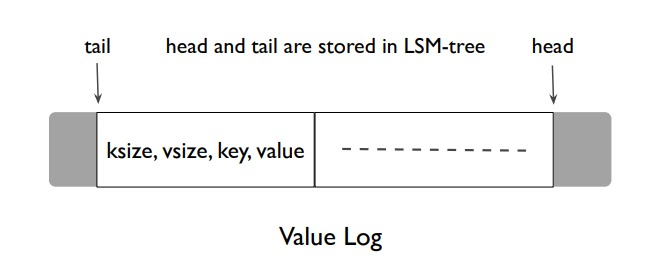 tail head and tail are stored in LSM-tree head
ksize, vsize, key, value
Value Log